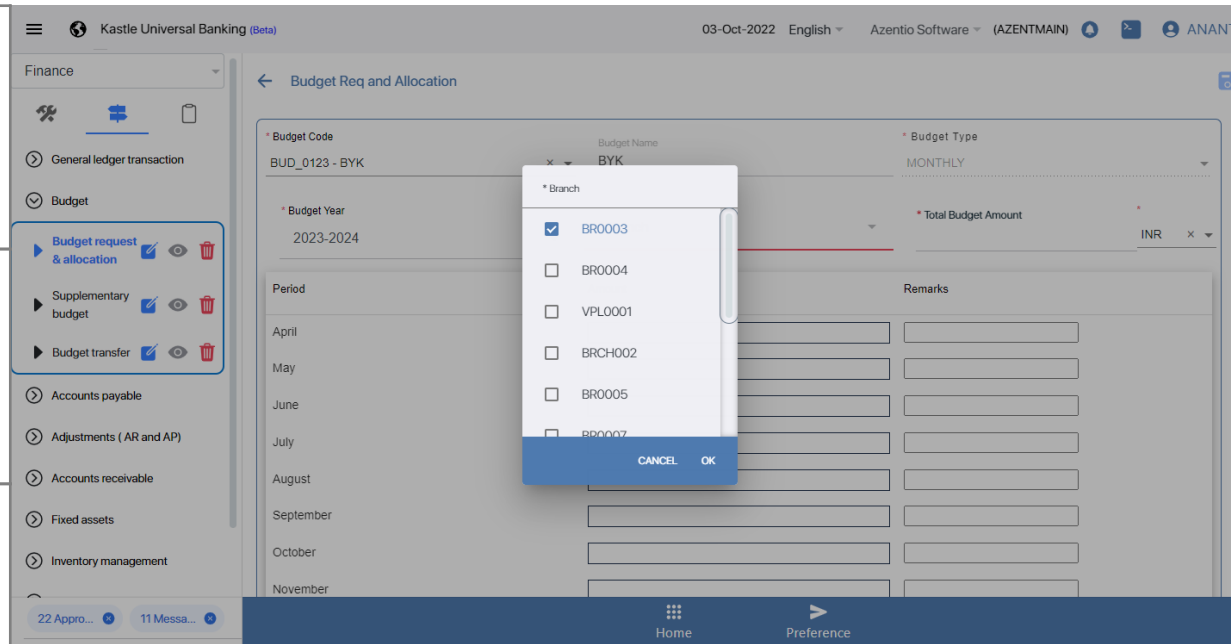 Kastle Universal Banking (Beta)
03-Oct-2022 English Azentio Software (AZENTMAIN) ANANT
Finance
Budget Req and Allocation
General ledger transaction
Budget
Budget request
& allocation
Supplementary
budget
Budget transfer
Accounts payable
Adjustments ( AR and AP)
Accounts receivable
Fixed assets
Inventory management
22 Appro...
11 Messa...
* Budget Code
BUD_0123 - BYK
Budget Name
BYK
* Budget Type
MONTHLY
* Budget Year
2023-2024
* Total Budget Amount
*
INR
Period
Remarks
April
May
June
July
August
September
October
November
* Branch
BR0003
BR0004
VPL0001
BRCH002
BR0005
BR0007
CANCEL OK
Home
Preference